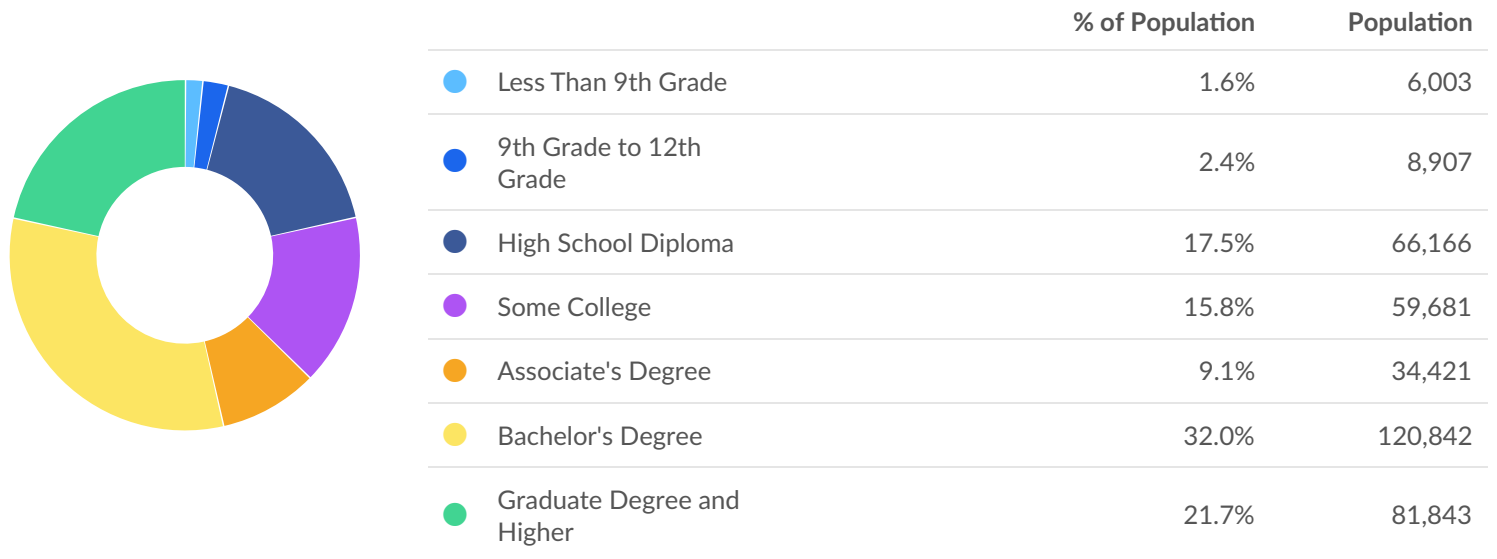 % of Population Population
Less Than 9th Grade 1.6% 6,003
9th Grade to 12th
Grade 2.4% 8,907
High School Diploma 17.5% 66,166
Some College 15.8% 59,681
Associate's Degree 9.1% 34,421
Bachelor's Degree 32.0% 120,842
Graduate Degree and
Higher 21.7% 81,843